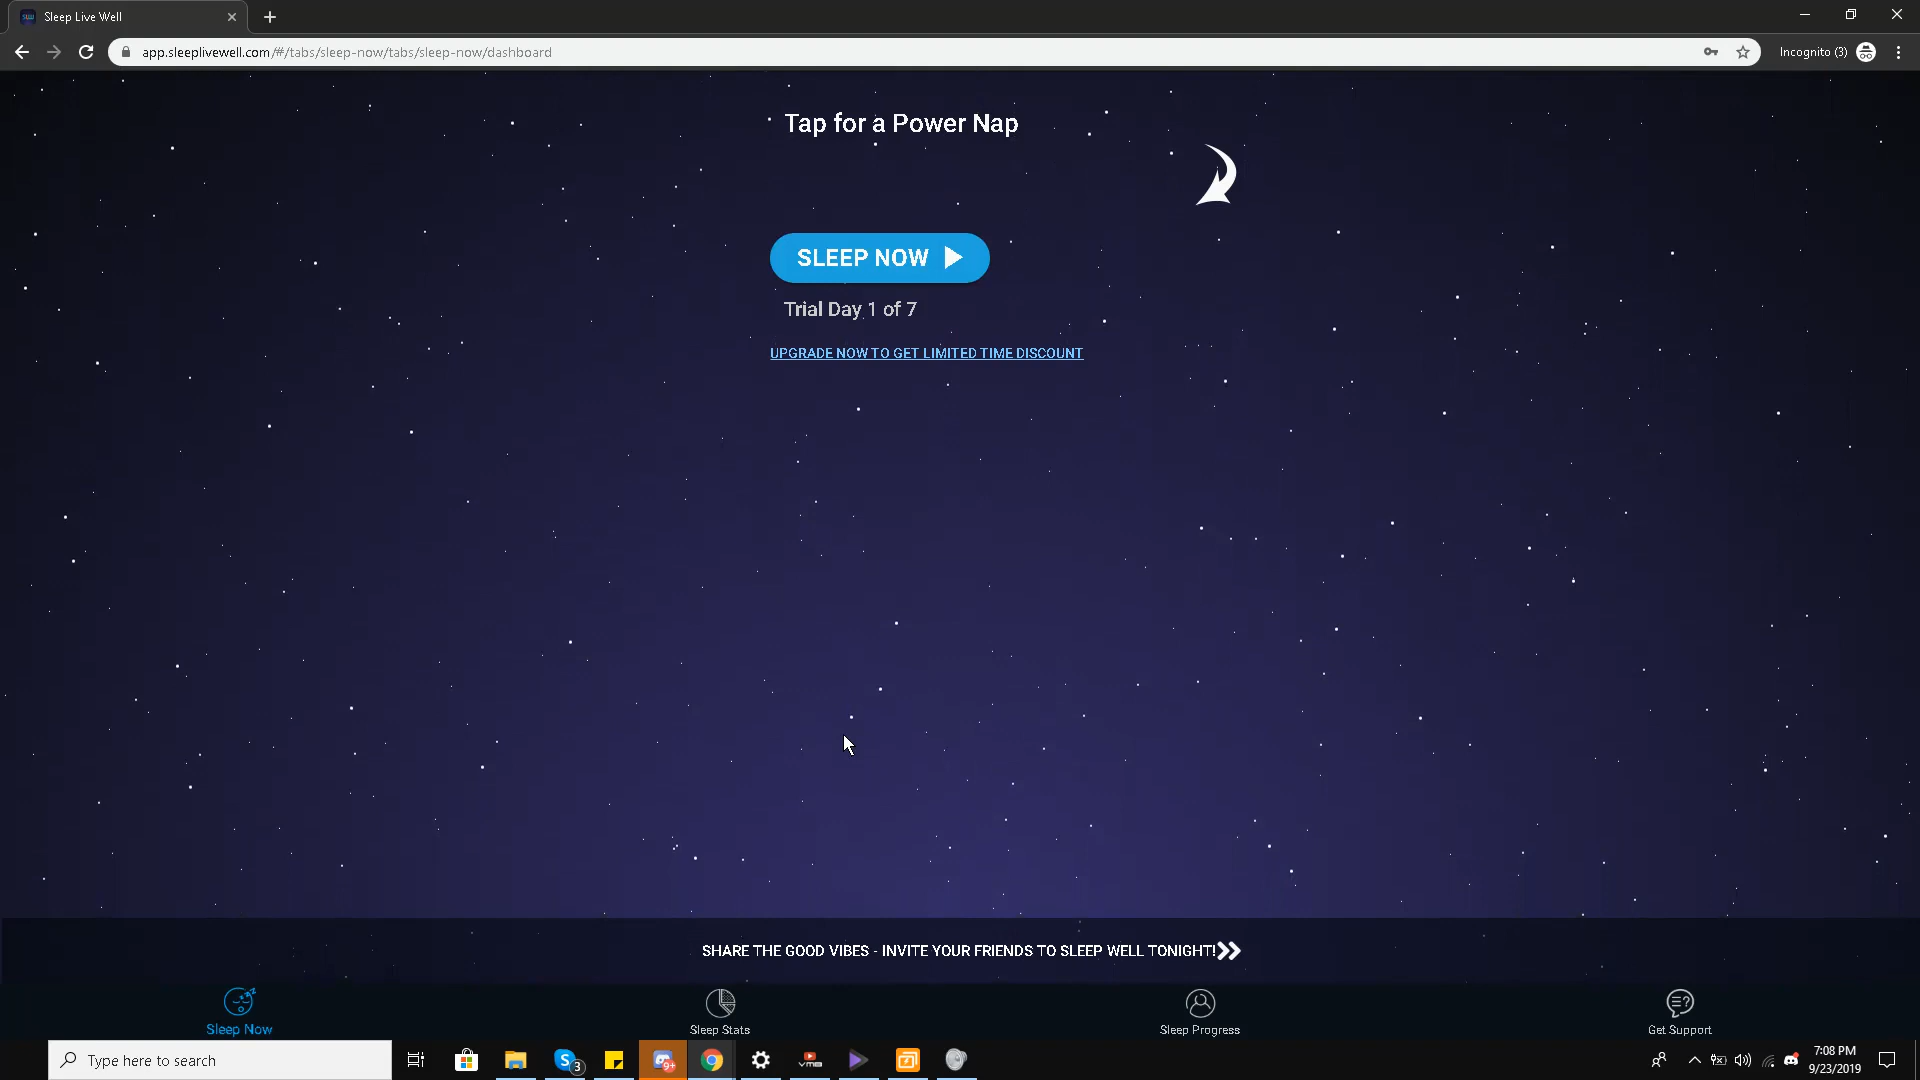 Sleep Live Well
app.sleeplivewell.com/#/tabs/sleep-now/tabs/sleep-now/dashboard
Incognito (3)
Tap for a Power Nap
SLEEP NOW
Trial Day 1 of 7
UPGRADE NOW TO GET LIMITED TIME DISCOUNT
SHARE THE GOOD VIBES - INVITE YOUR FRIENDS TO SLEEP WELL TONIGHT!
Sleep Now
Sleep Stats
Sleep Progress
Get Support
Type here to search
3
9+
7:08 PM
9/23/2019